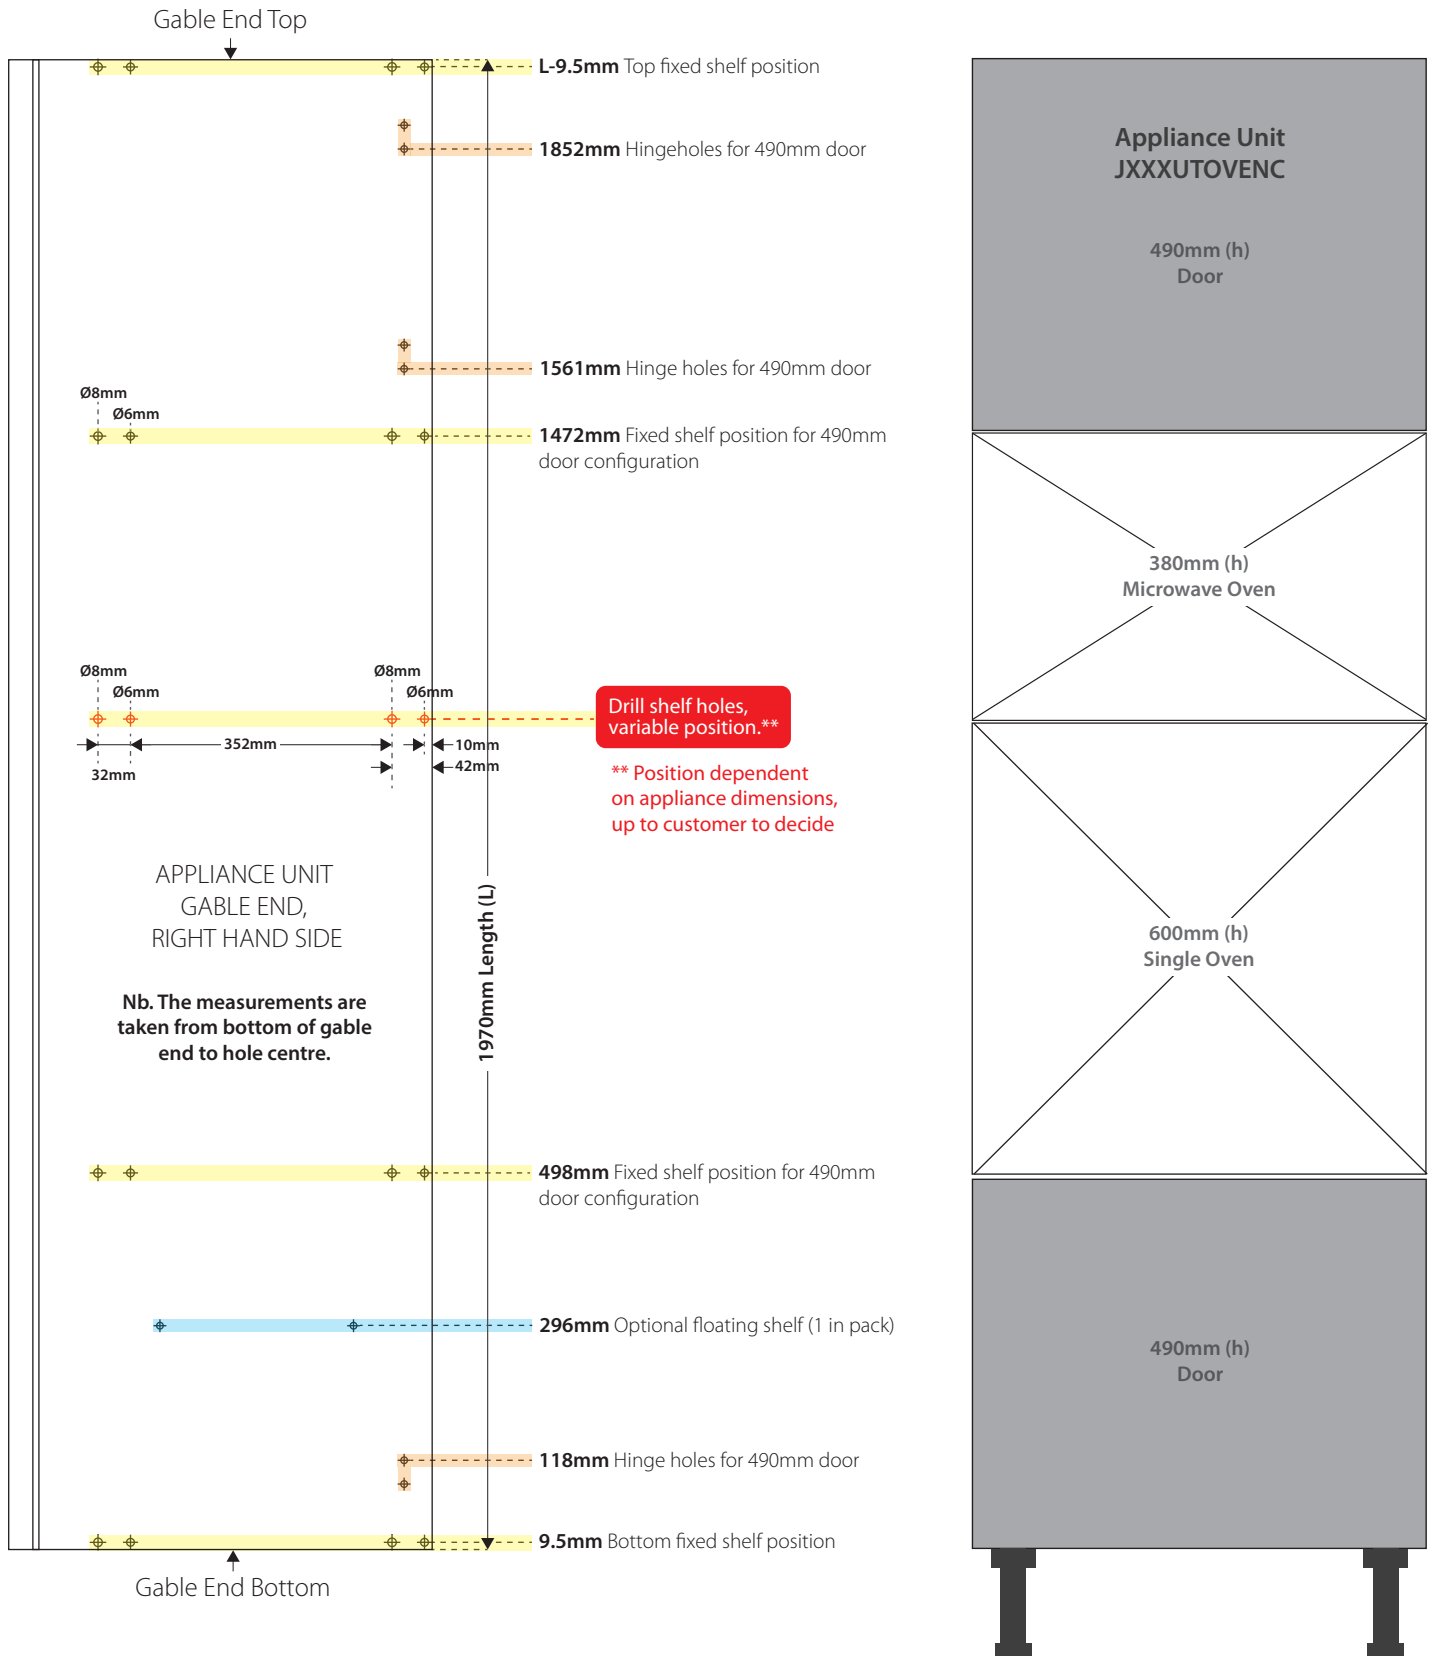 Gable End Top
L-9.5mm Top fixed shelf position
1852mm Hingeholes for 490mm door
1561mm Hinge holes for 490mm door
Ø8mm
Ø6mm
1472mm Fixed shelf position for 490mm
door configuration
Ø8mm
Ø6mm
Ø8mm
Ø6mm
352mm
10mm
42mm
32mm
Drill shelf holes,
variable position.**
** Position dependent
on appliance dimensions,
up to customer to decide
APPLIANCE UNIT
GABLE END,
RIGHT HAND SIDE
Nb. The measurements are
taken from bottom of gable
end to hole centre.
1970mm Length (L)
498mm Fixed shelf position for 490mm
door configuration
296mm Optional floating shelf (1 in pack)
118mm Hinge holes for 490mm door
9.5mm Bottom fixed shelf position
Gable End Bottom
Appliance Unit
JXXXUTOVENC
490mm (h)
Door
380mm (h)
Microwave Oven
600mm (h)
Single Oven
490mm (h)
Door